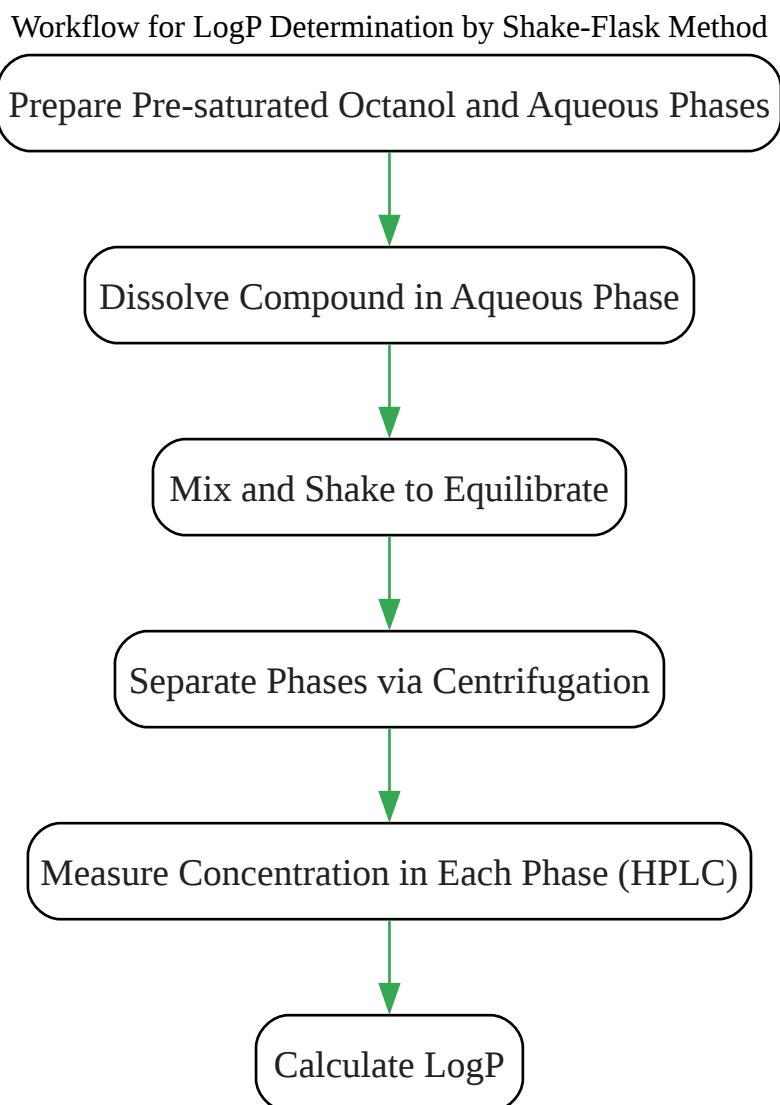 Workflow for LogP Determination by Shake-Flask Method
Prepare Pre-saturated Octanol and Aqueous Phases
Dissolve Compound in Aqueous Phase
Mix and Shake to Equilibrate
Separate Phases via Centrifugation
Measure Concentration in Each Phase (HPLC)
Calculate LogP